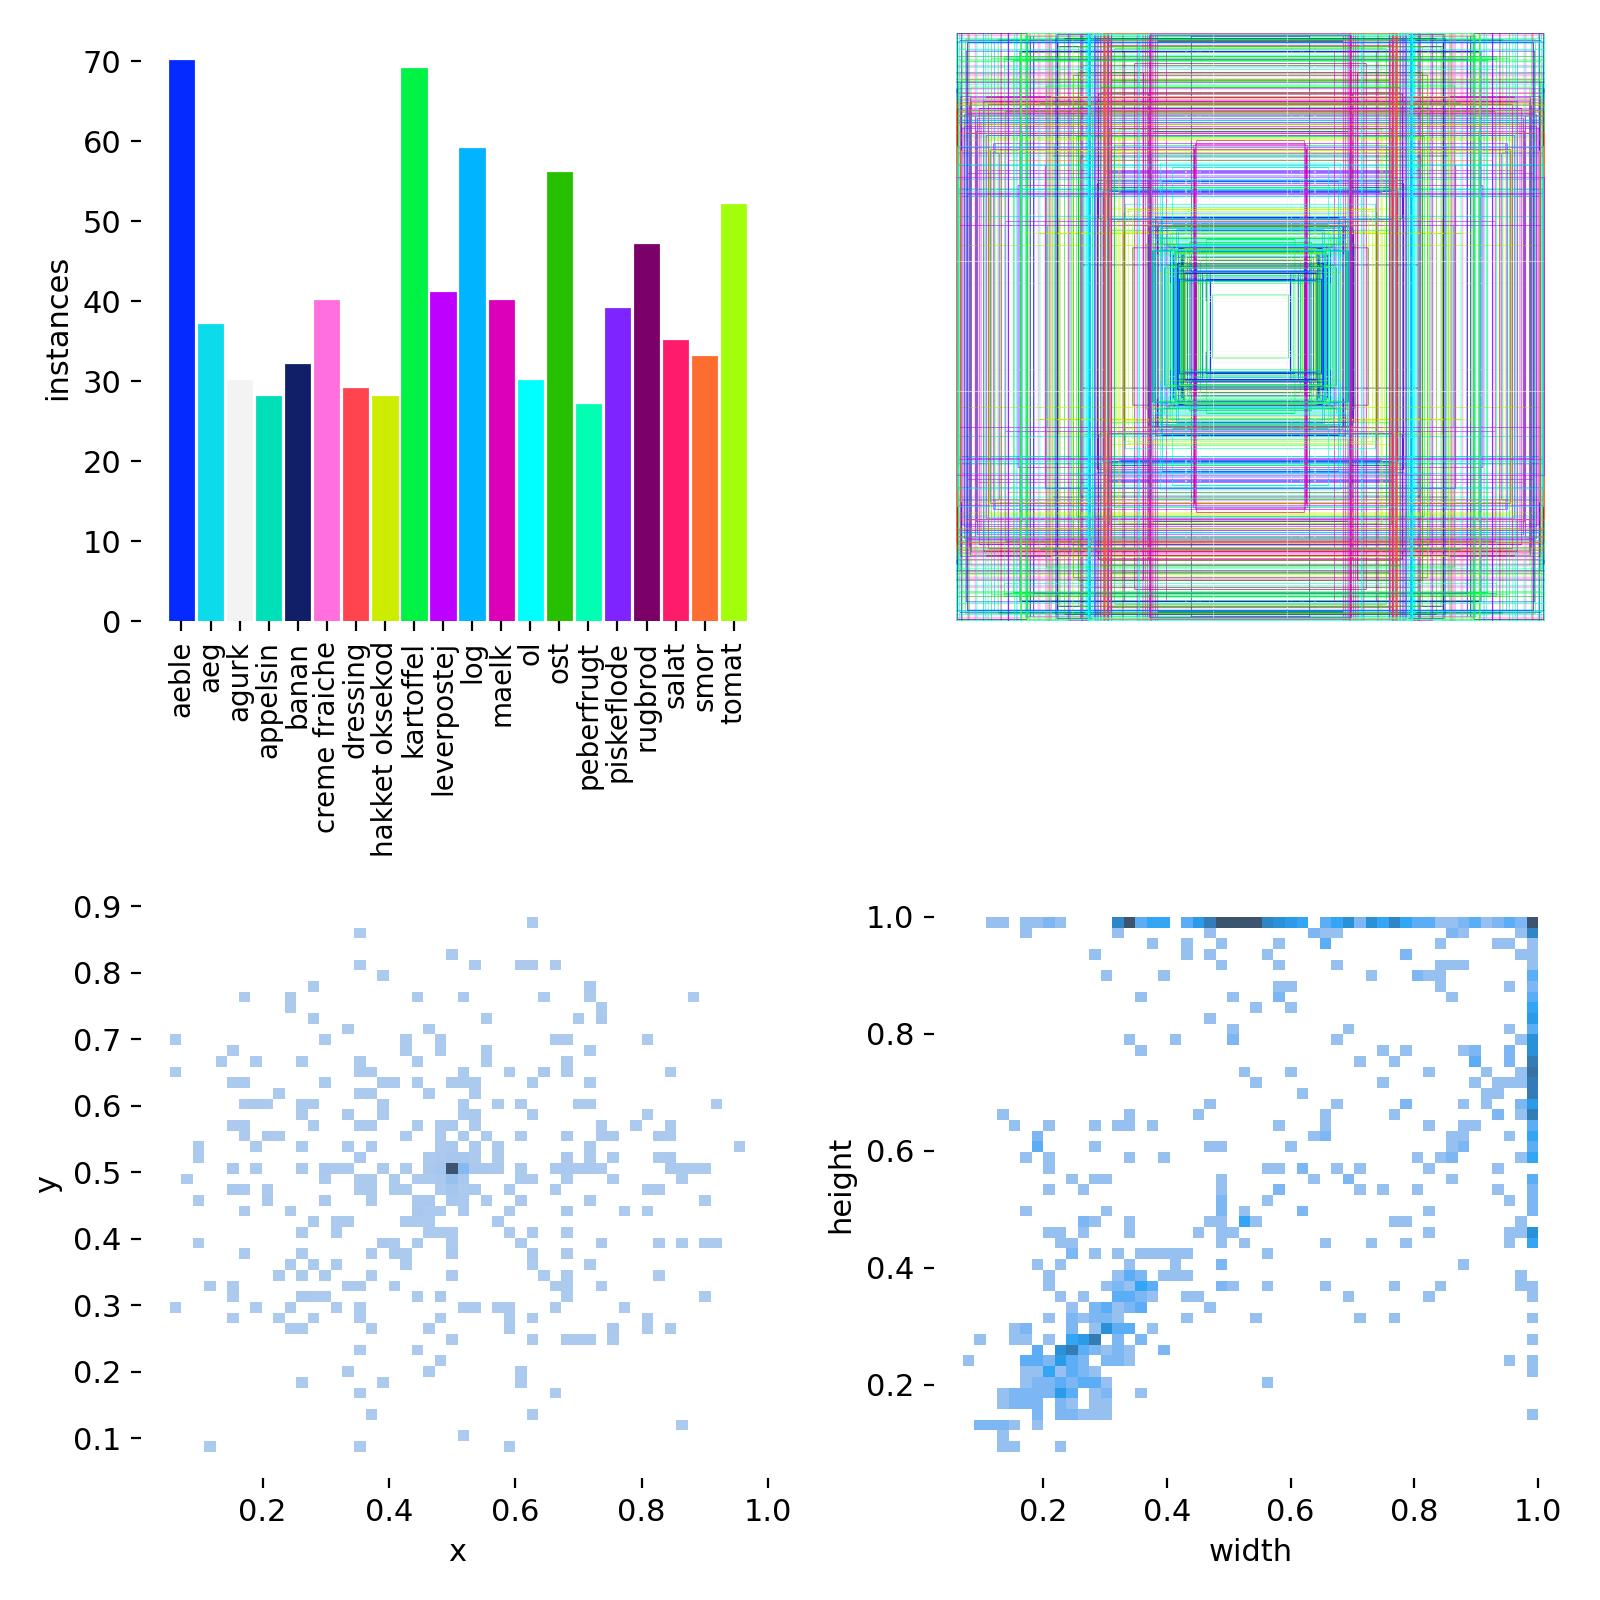 instances
70
60
50
40
30
20
10
0
aeble
aeg
agurk
appelsin
banan
creme fraiche
dressing
hakket oksekod
kartoffel
leverpostej
log
maelk
ol
ost
peberfrugt
piskeflode
rugbrod
salat
smor
tomat
y
0.9
0.8
0.7
0.6
0.5
0.4
0.3
0.2
0.1
0.2 0.4 0.6 0.8 1.0
x
height
1.0
0.8
0.6
0.4
0.2
0.2 0.4 0.6 0.8 1.0
width